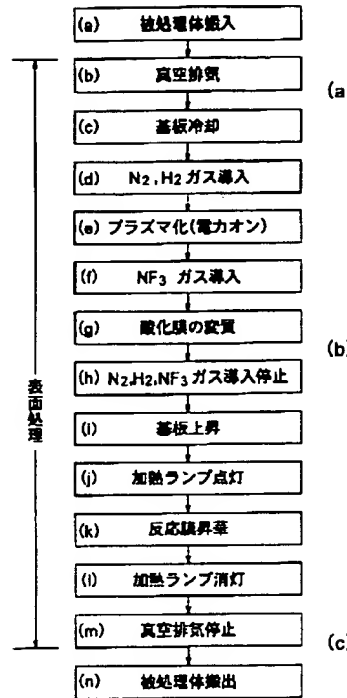 (a) 被処理体搬入
(b) 真空排気
(c) 基板冷却
(d) N2,H2 ガス導入
(e) プラズマ化(電力オン)
(f) NF3 ガス導入
(g) 酸化膜の変質
(h) N2,H2,NF3 ガス導入停止
(i) 基板上昇
(j) 加熱ランプ点灯
(k) 反応膜昇華
(l) 加熱ランプ消灯
(m) 真空排気停止
(n) 被処理体搬出
表面処理
(a
(b)
(c)